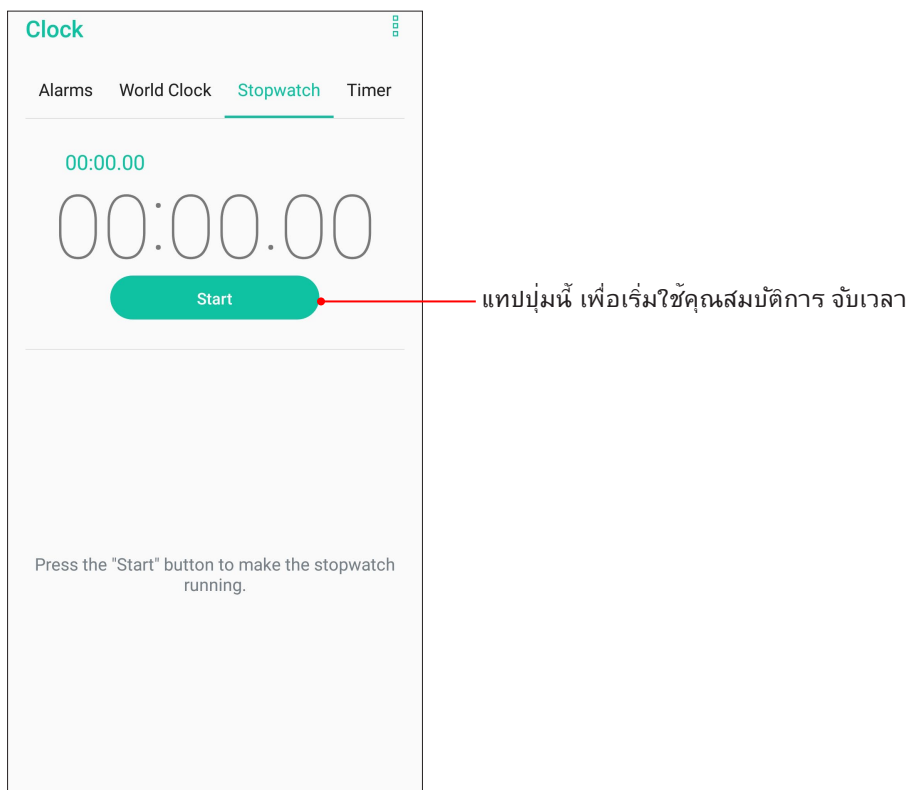 Clock
Alarms World Clock Stopwatch Timer
00:00.00
00:00.00
Start
แทปปุ่มนี้ เพื่อเริ่มใช้คุณสมบัติการ จับเวลา
Press the "Start" button to make the stopwatch
running.